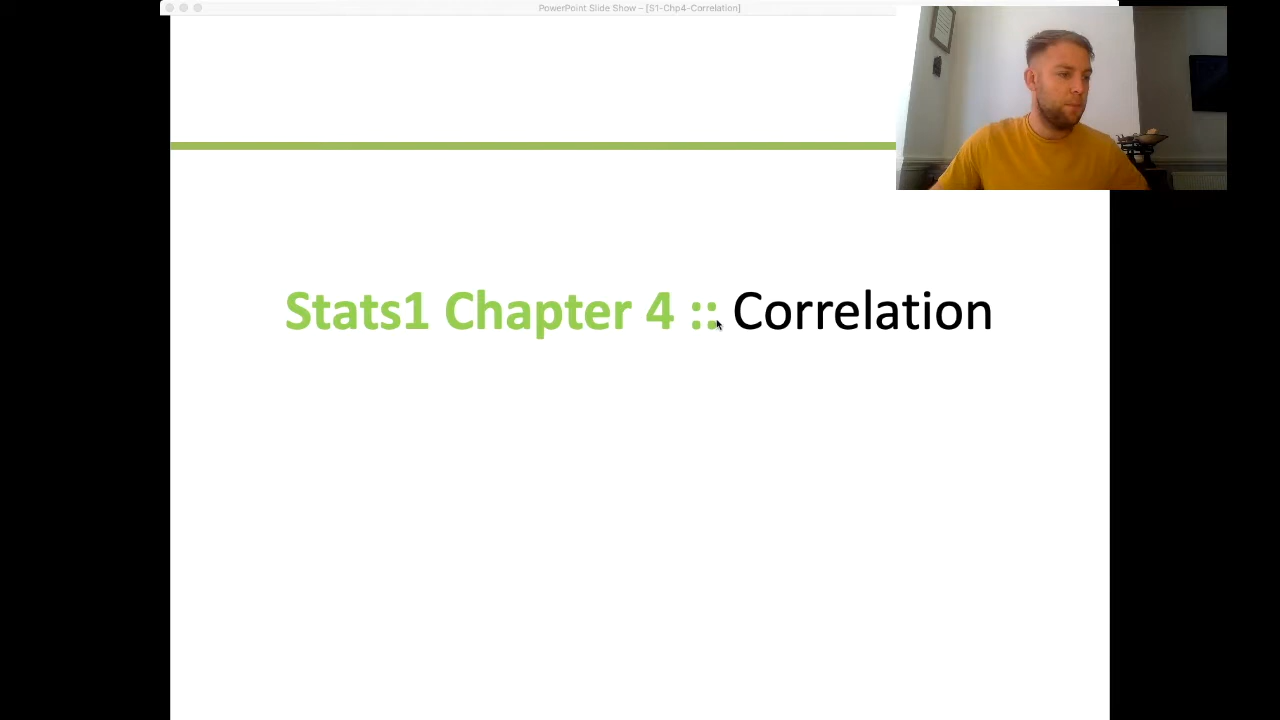 PowerPoint Slide Show – [S1-Chp4-Correlation]
Stats1 Chapter 4 :: Correlation